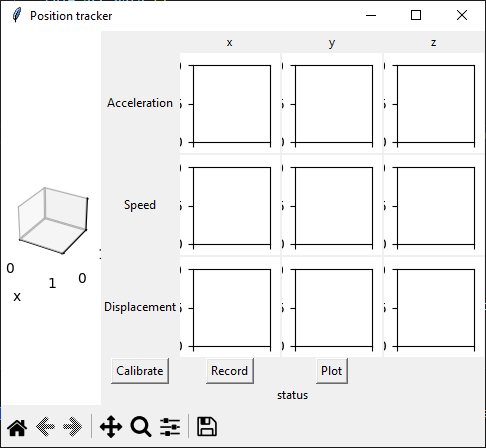 Position tracker
x y z
Acceleration
Speed
0
1 0
x
Displacement
Calibrate Record Plot
status